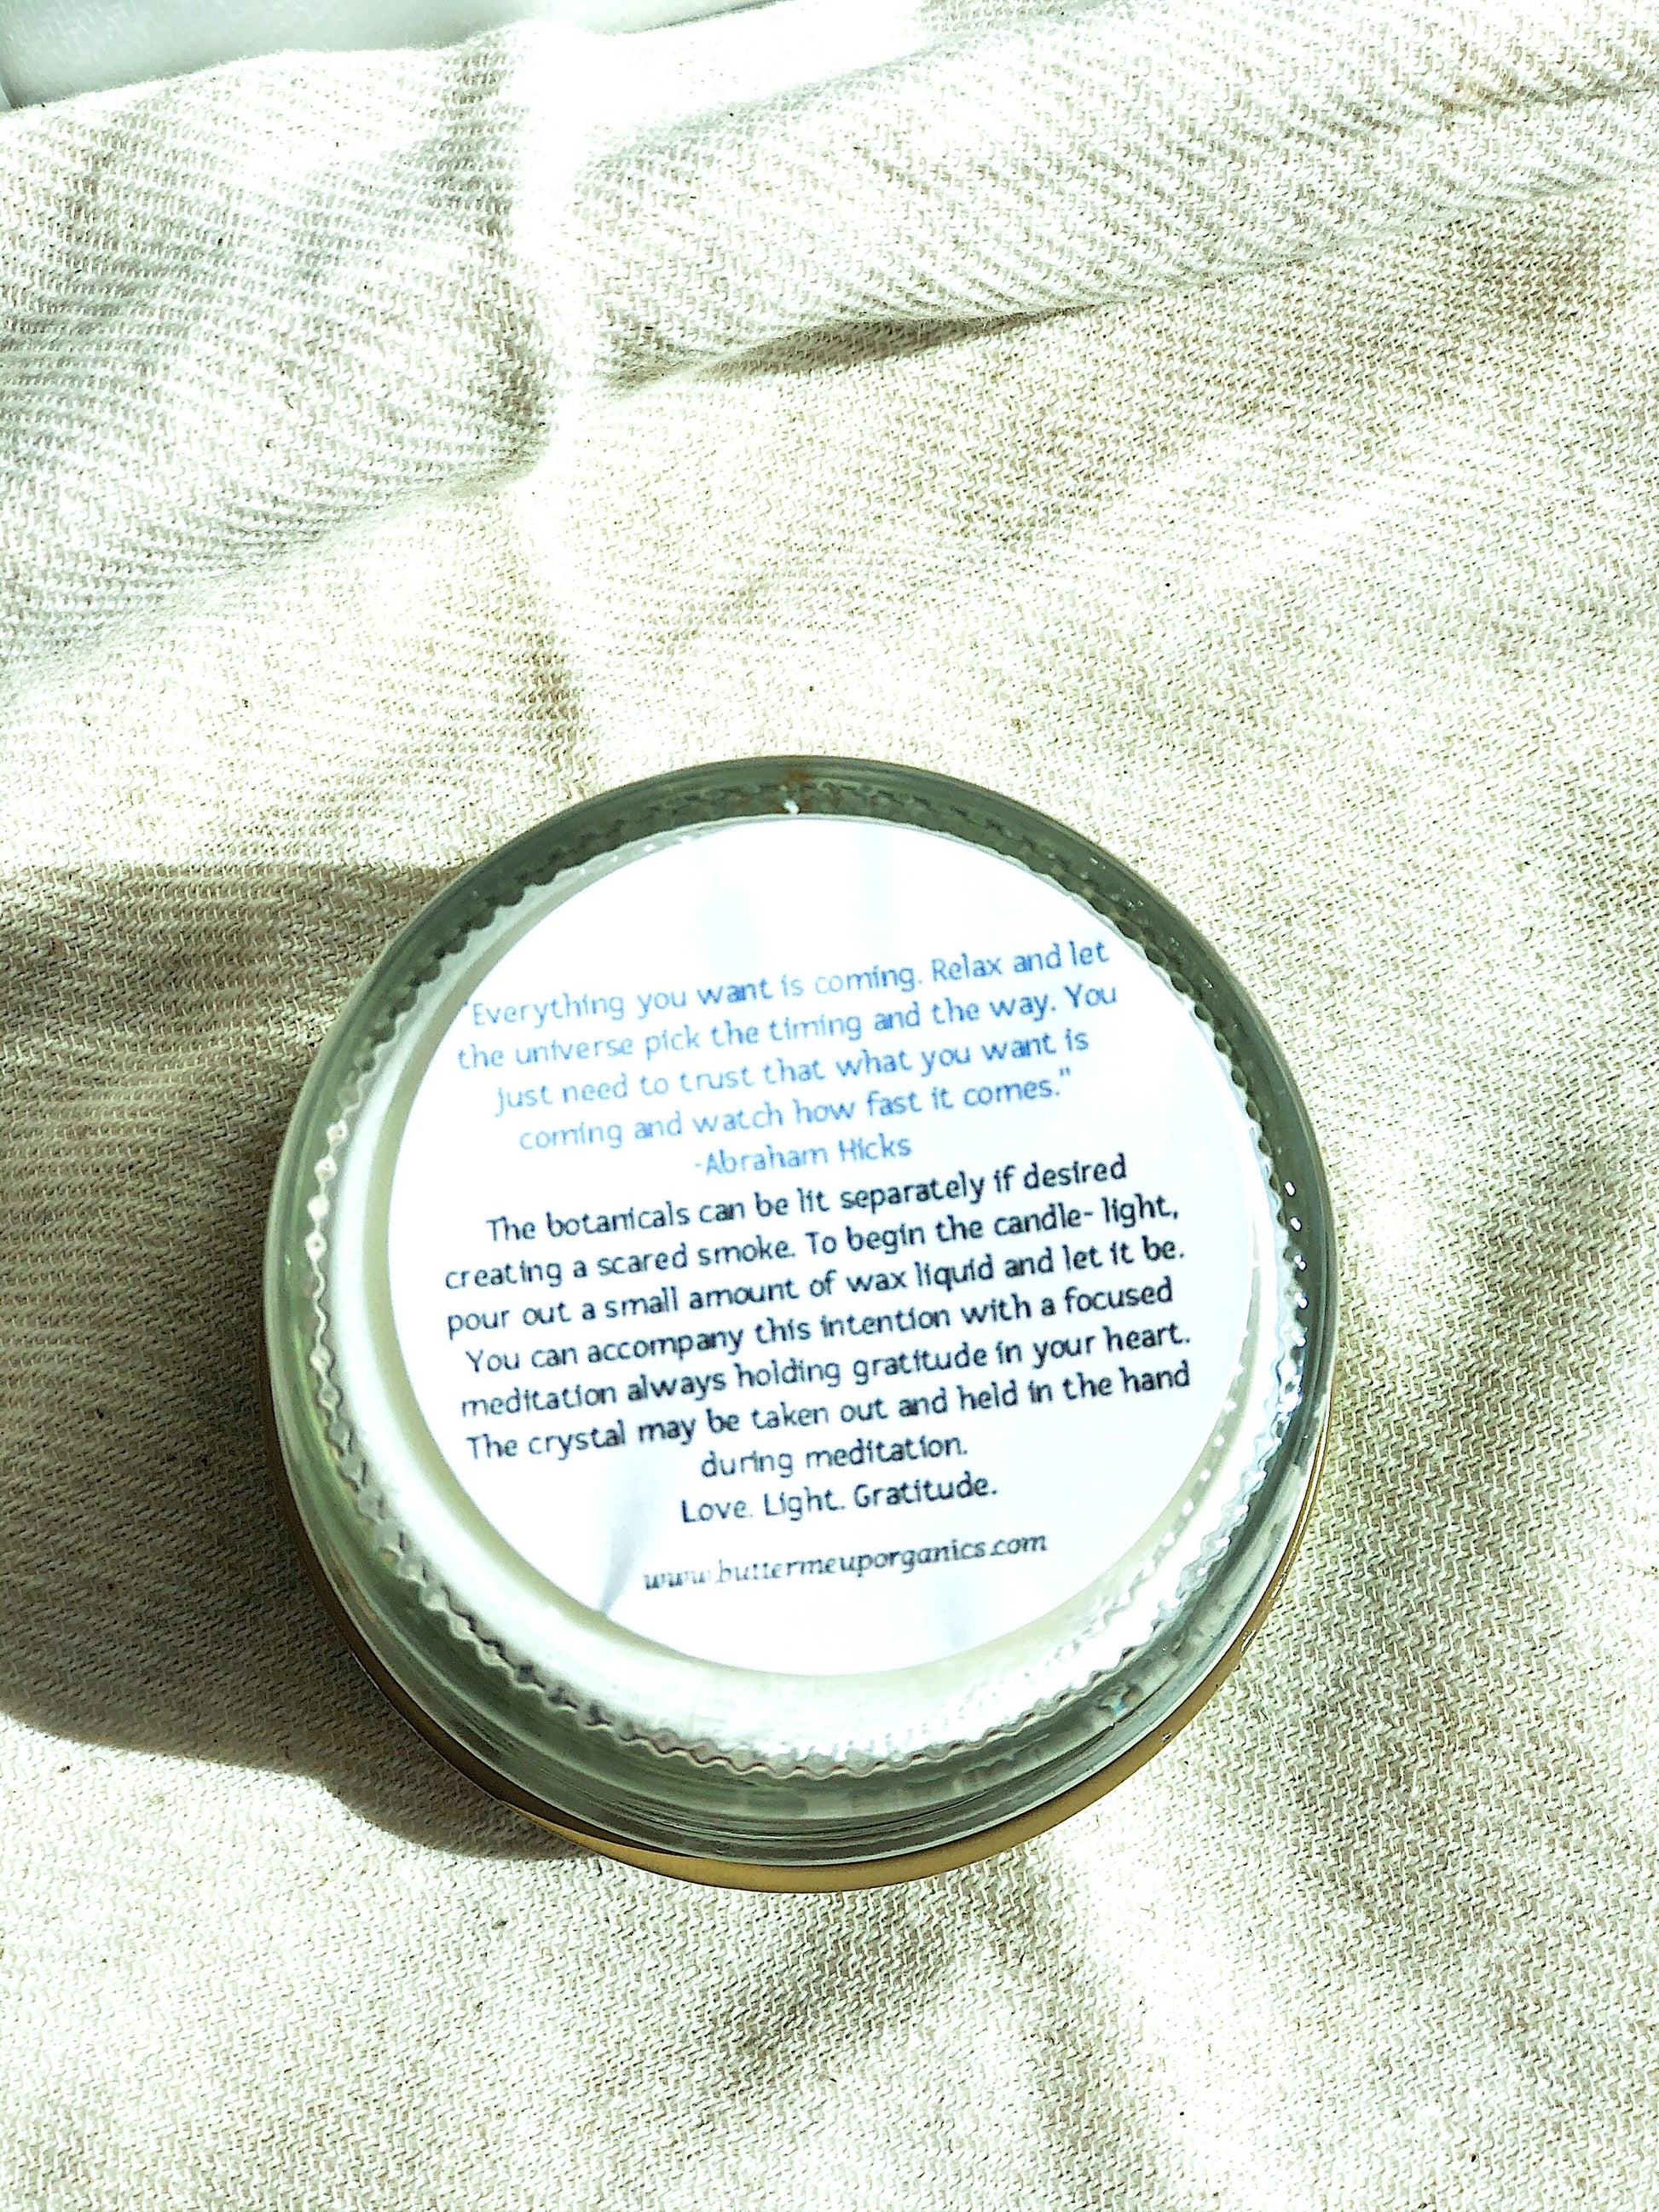 "Everything you want is coming. Relax and let
the universe pick the timing and the way. You
just need to trust that what you want is
coming and watch how fast it comes."
-Abraham Hicks
The botanicals can be lit separately if desired
creating a scared smoke. To begin the candle- light,
pour out a small amount of wax liquid and let it be.
You can accompany this intention with a focused
meditation always holding gratitude in your heart.
The crystal may be taken out and held in the hand
during meditation.
Love. Light. Gratitude.
www.buttermeuporganics.com